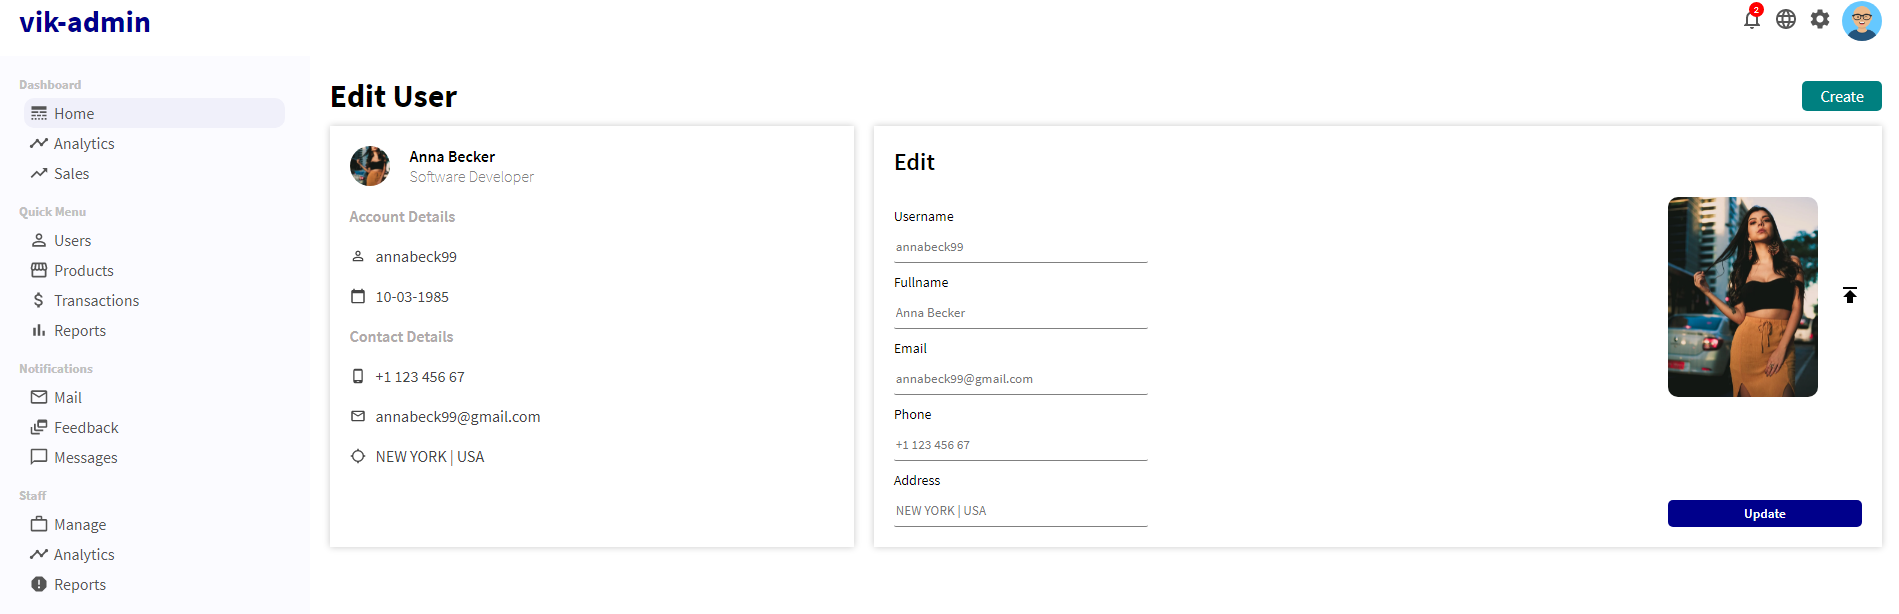 vik-admin
2
Dashboard
Home
Analytics
Sales
Quick Menu
Users
Products
Transactions
Reports
Notifications
Mail
Feedback
Messages
Staff
Manage
Analytics
Reports
Edit User
Create
Anna Becker
Software Developer
Account Details
annabeck99
10-03-1985
Contact Details
+1 123 456 67
annabeck99@gmail.com
NEW YORK | USA
Edit
Username
annabeck99
Fullname
Anna Becker
Email
annabeck99@gmail.com
Phone
+1 123 456 67
Address
NEW YORK | USA
Update